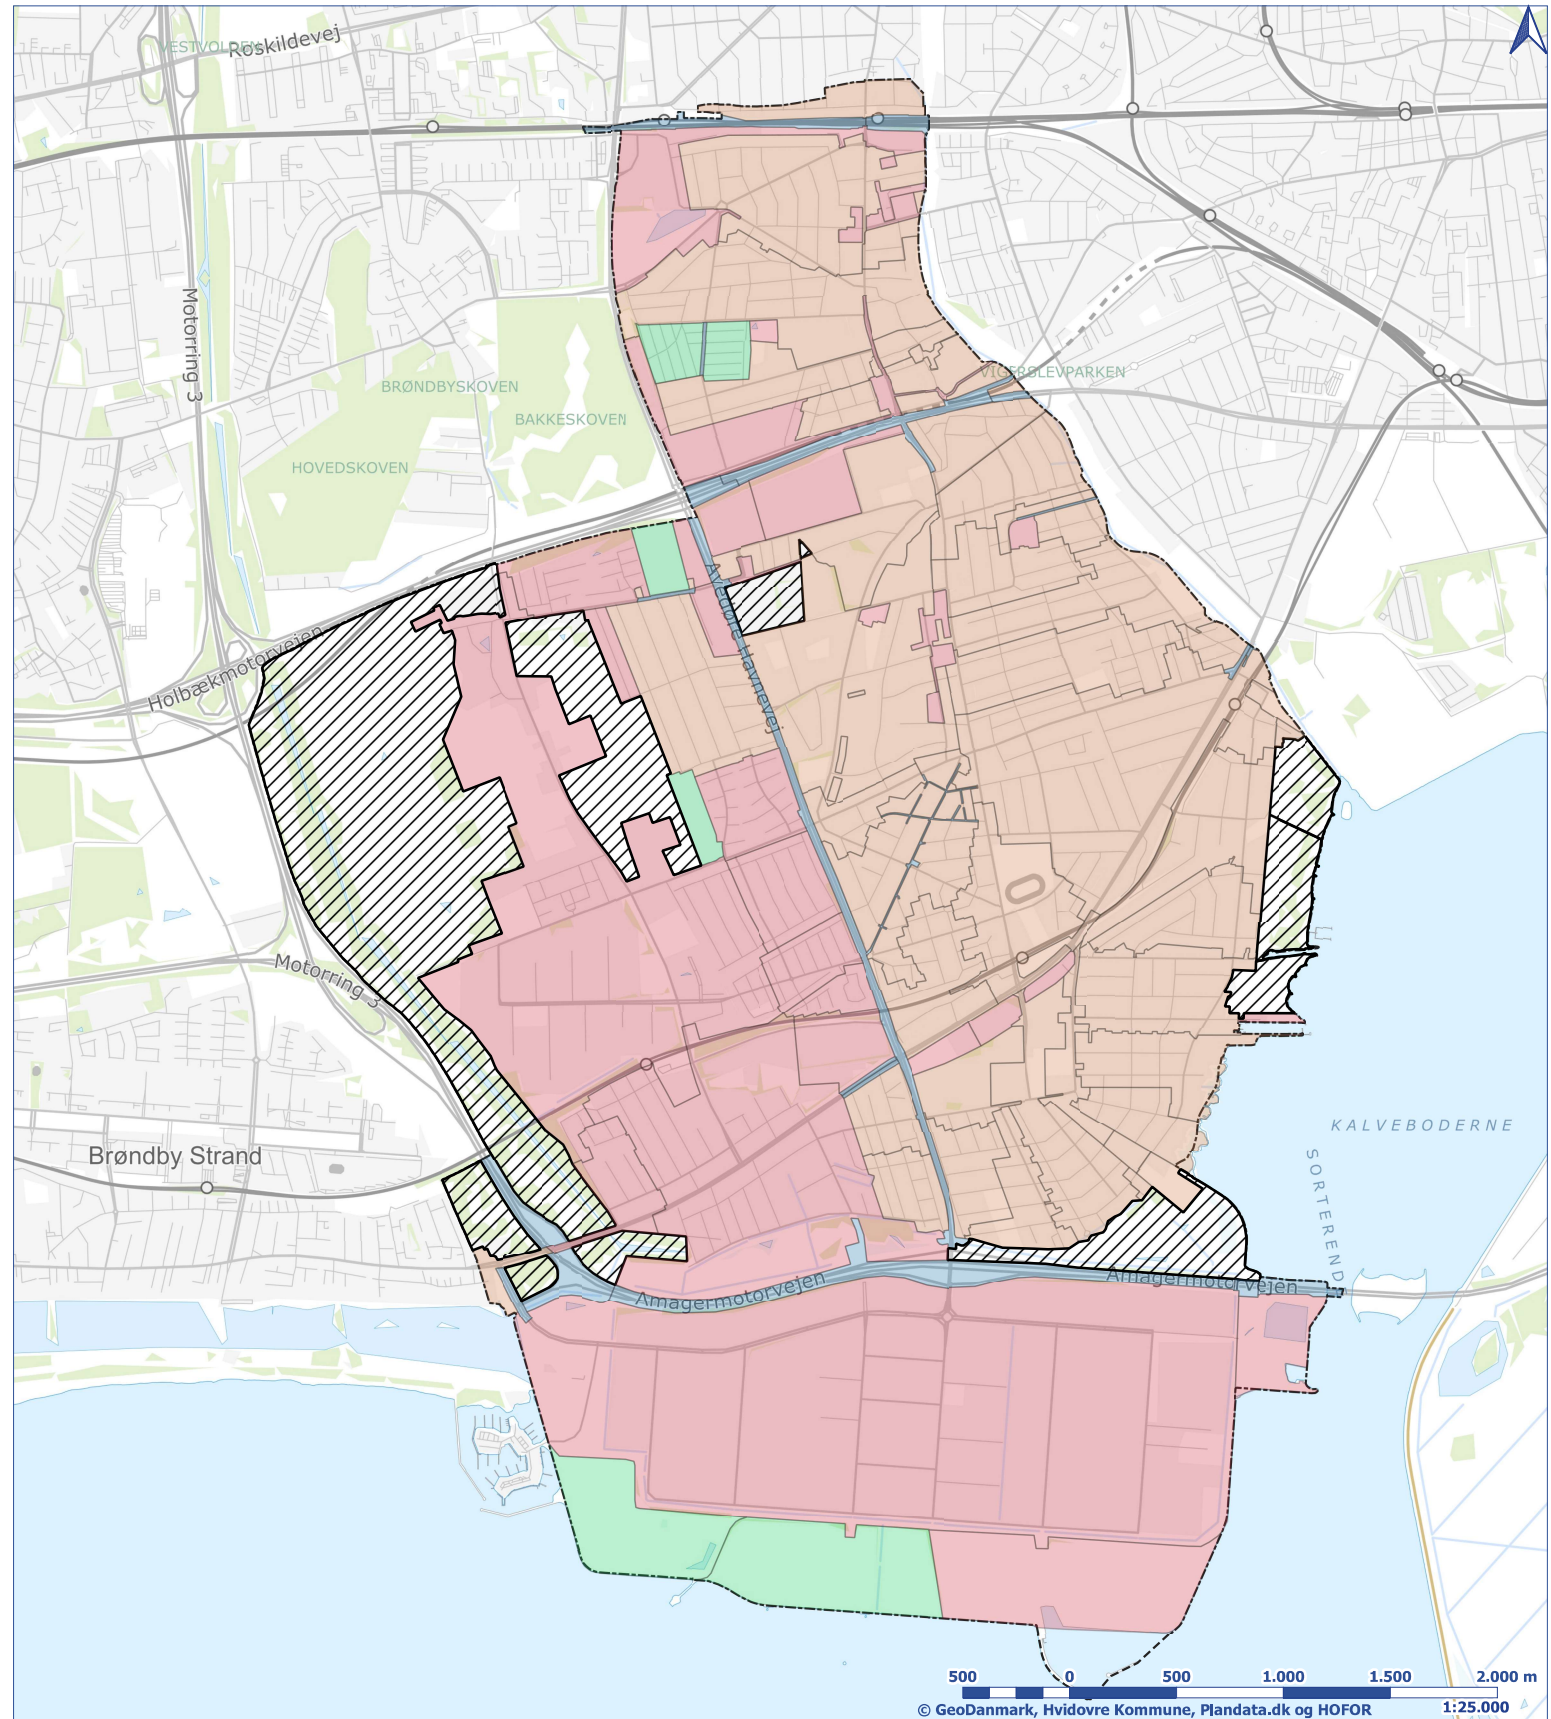 VESTVOLDEN
Roskildevej
Motorring 3
BRØNDBYSKOVEN
BAKKESKOVEN
HOVEDSKOVEN
VIGERSLEVPARKEN
Holbækmotorvejen
Avedøre Havnevej
Motorring 3
Brøndby Strand
KALVEBODERNE
SORTEREND
Amagermotorvejen
Amagermotorvejen
500 0 500 1.000 1.500 2.000 m
© GeoDanmark, Hvidovre Kommune, Plandata.dk og HOFOR 1:25.000